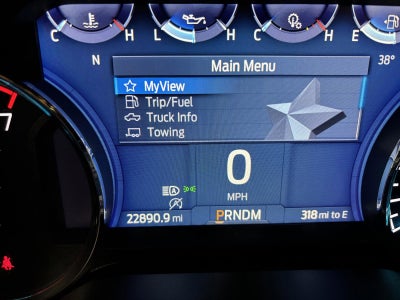 C H L H C H E
N Main Menu 38°
MyView
Trip/Fuel
Truck Info
Towing
0
MPH
A
22890.9 mi PRNDM 318 mi to E